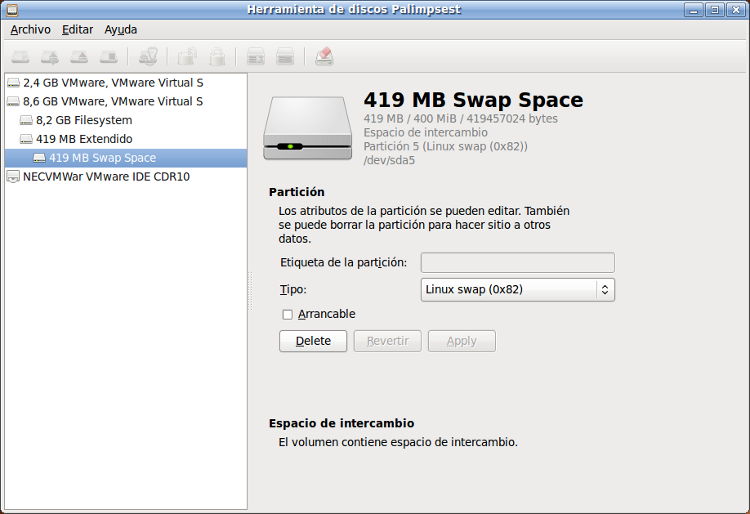 Herramienta de discos Palimpsest
Archivo Editar Ayuda
2,4 GB VMware, VMware Virtual S
8,6 GB VMware, VMware Virtual S
8,2 GB Filesystem
419 MB Extendido
419 MB Swap Space
NECVMWar VMware IDE CDR10
419 MB Swap Space
419 MB / 400 MiB / 419457024 bytes
Espacio de intercambio
Partición 5 (Linux swap (0x82))
/dev/sda5
Partición
Los atributos de la partición se pueden editar. También
se puede borrar la partición para hacer sitio a otros
datos.
Etiqueta de la partición:
Tipo: Linux swap (0x82)
Arrancable
Delete Revertir Apply
Espacio de intercambio
El volumen contiene espacio de intercambio.